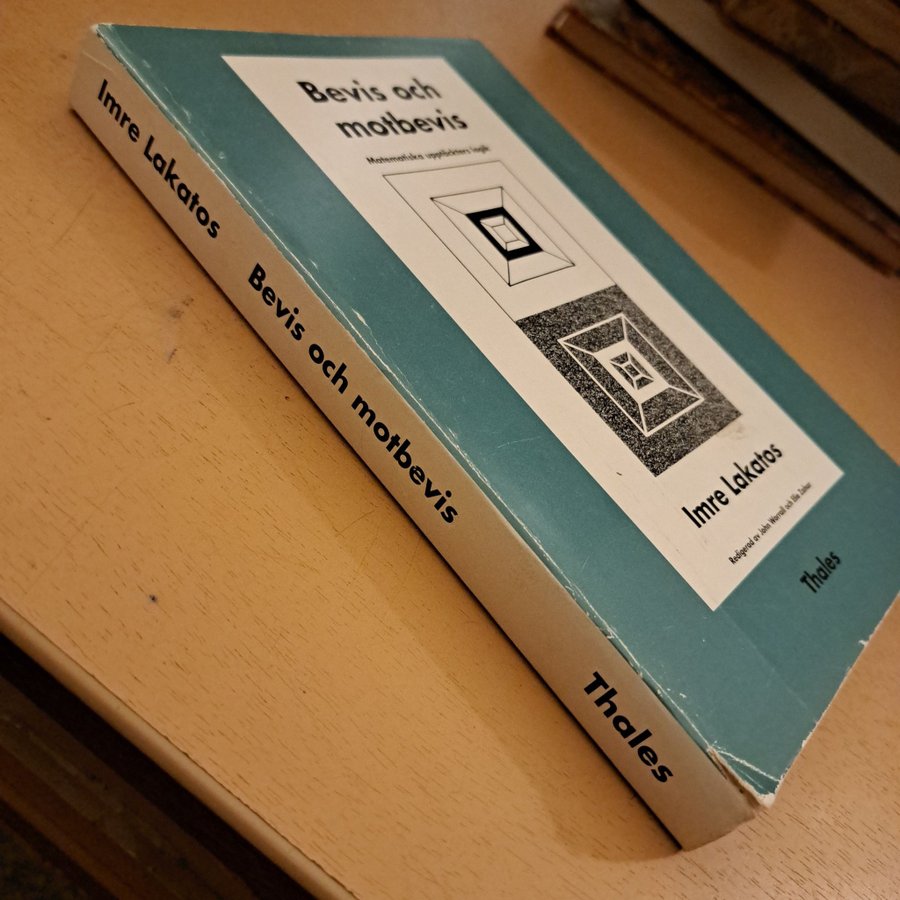 Bevis och
motbevis
Matematiska upptäckters logik
Imre Lakatos
Redigerad av John Worrall och Elie Zahar
Thales
Imre Lakatos
Bevis och motbevis
Thales